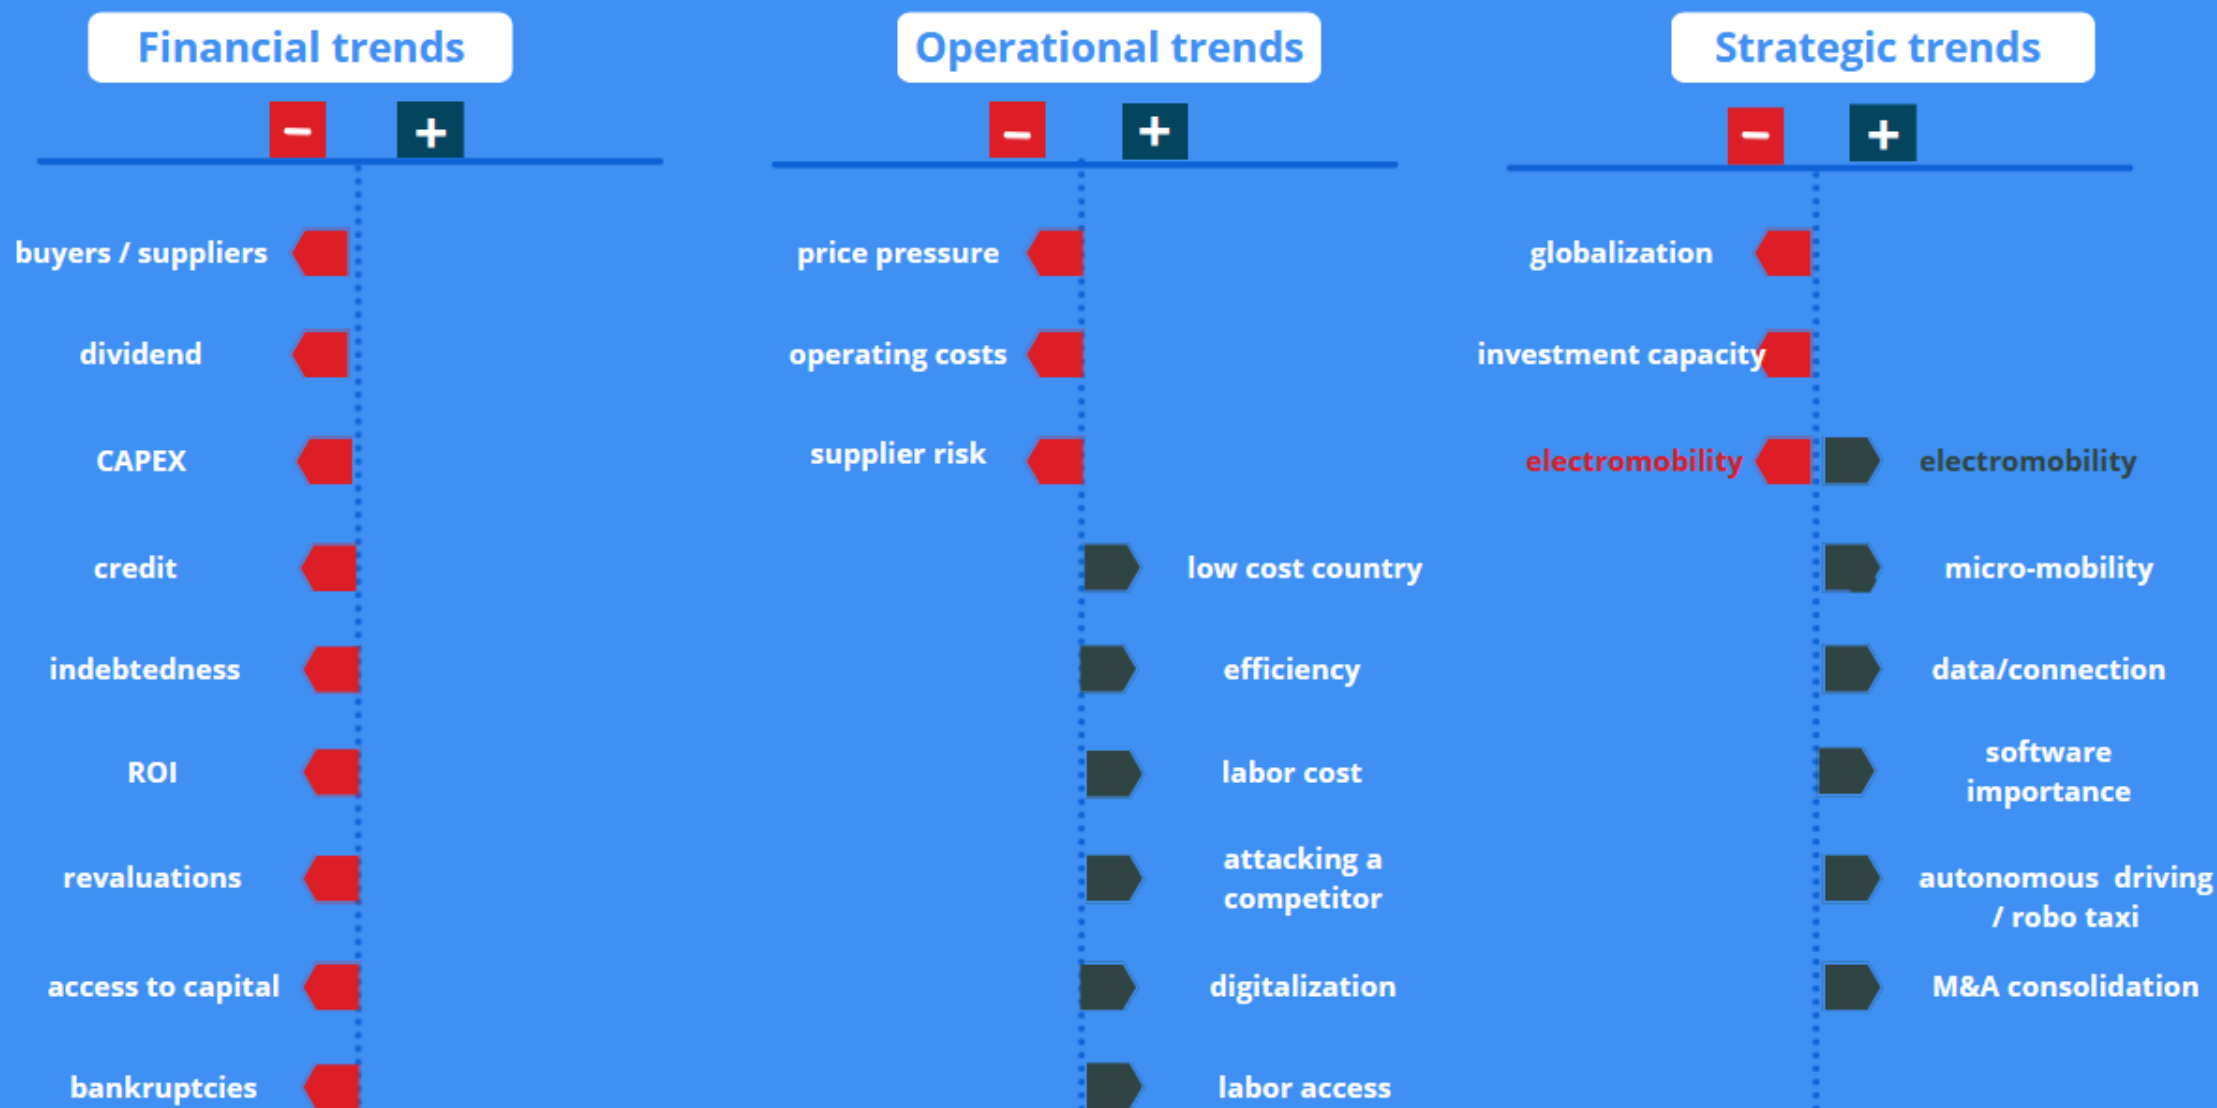 Financial trends
− +
buyers / suppliers
dividend
CAPEX
credit
indebtedness
ROI
revaluations
access to capital
bankruptcies
Operational trends
− +
price pressure
operating costs
supplier risk
low cost country
efficiency
labor cost
attacking a
competitor
digitalization
labor access
Strategic trends
− +
globalization
investment capacity
electromobility electromobility
micro-mobility
data/connection
software
importance
autonomous driving
/ robo taxi
M&A consolidation